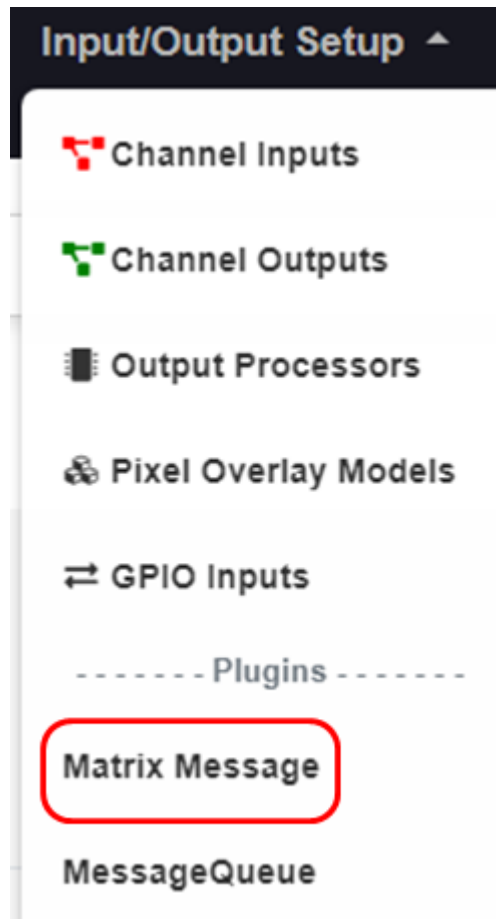 Input/Output Setup
Channel Inputs
Channel Outputs
Output Processors
Pixel Overlay Models
GPIO Inputs
- - - - - - - Plugins - - - - - - -
Matrix Message
MessageQueue